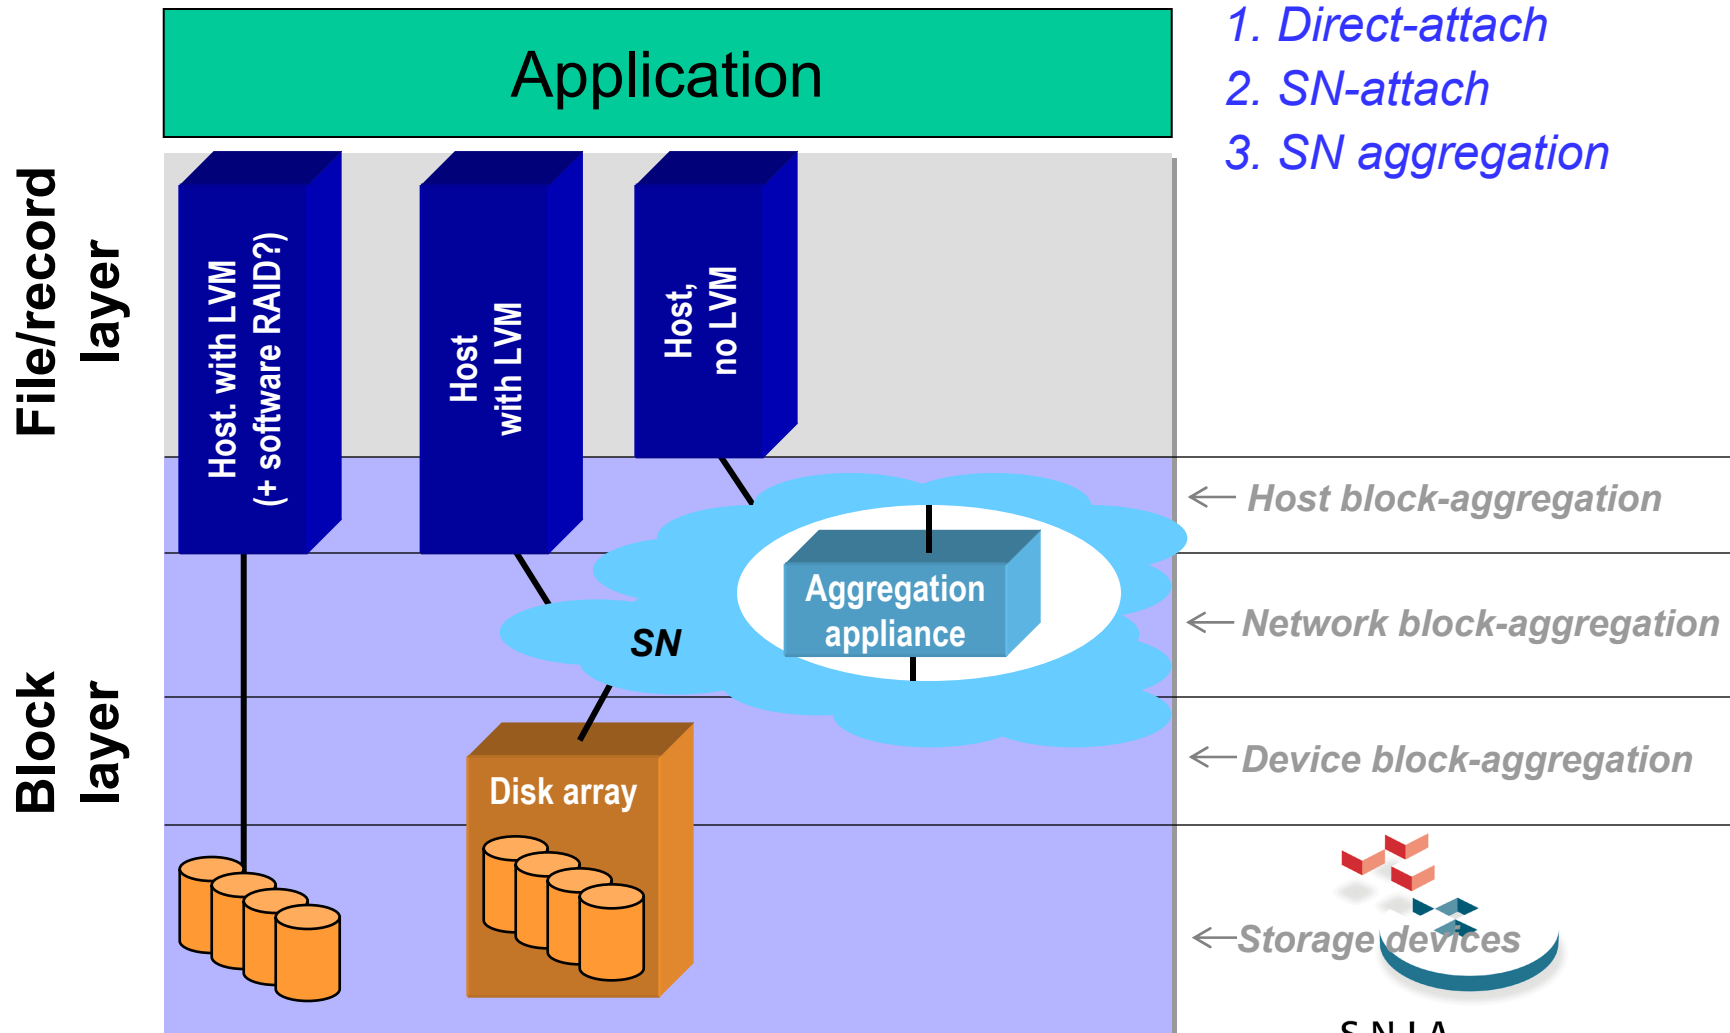 Application
1. Direct-attach
2. SN-attach
3. SN aggregation
File/record
layer
Host. with LVM
(+ software RAID?)
Host
with LVM
Host,
no LVM
Host block-aggregation
Aggregation
appliance
SN
Network block-aggregation
Block
layer
Disk array
Device block-aggregation
Storage devices
SNIA